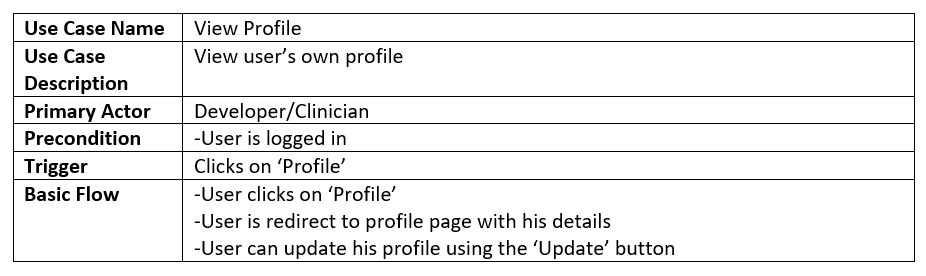 Use Case Name View Profile
Use Case View user’s own profile
Description
Primary Actor Developer/Clinician
Precondition -User is logged in
Trigger Clicks on ‘Profile’
Basic Flow -User clicks on ‘Profile’
-User is redirect to profile page with his details
-User can update his profile using the ‘Update’ button